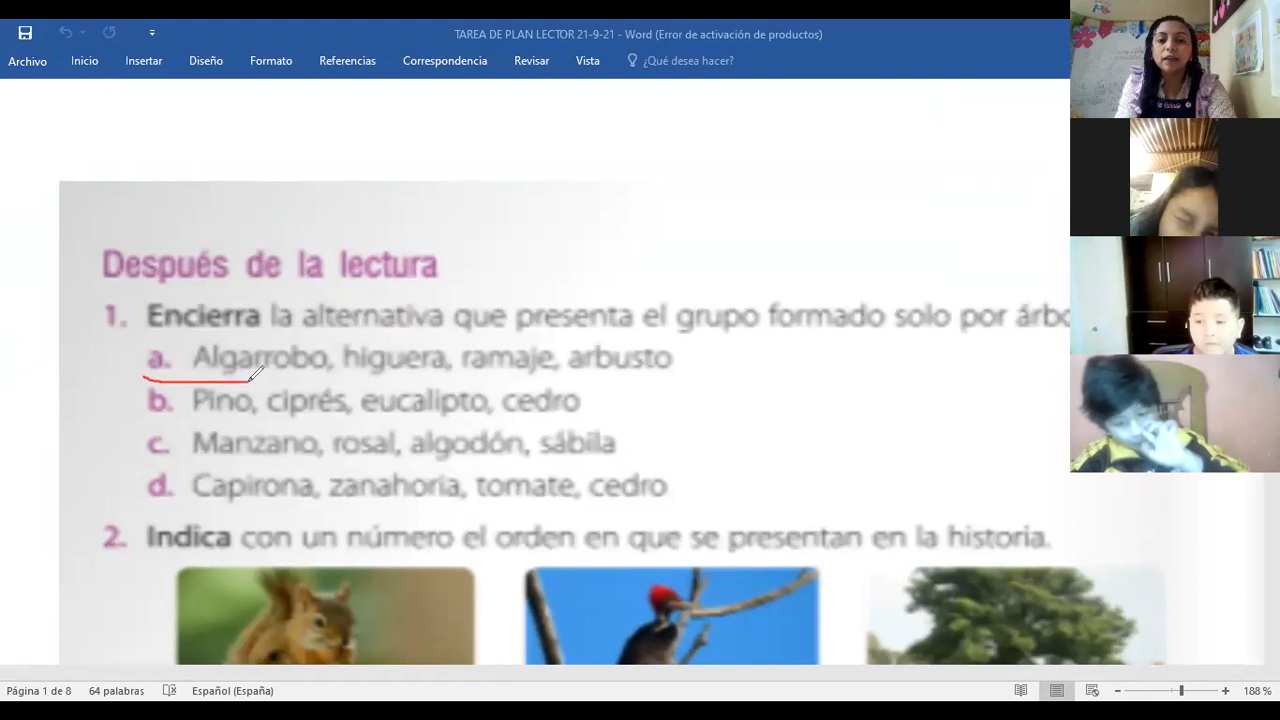 TAREA DE PLAN LECTOR 21-9-21 - Word (Error de activación de productos)
Archivo Inicio Insertar Diseño Formato Referencias Correspondencia Revisar Vista ¿Qué desea hacer?
Después de la lectura
1. Encierra la alternativa que presenta el grupo formado solo por
a. Algarrobo, higuera, ramaje, arbusto
b. Pino, ciprés, eucalipto, cedro
c. Manzano, rosal, algodón, sábila
d. Capirona, zanahoria, tomate, cedro
2. Indica con un número el orden en que se presentan en la historia.
Página 1 de 8 64 palabras Español (España) 188 %